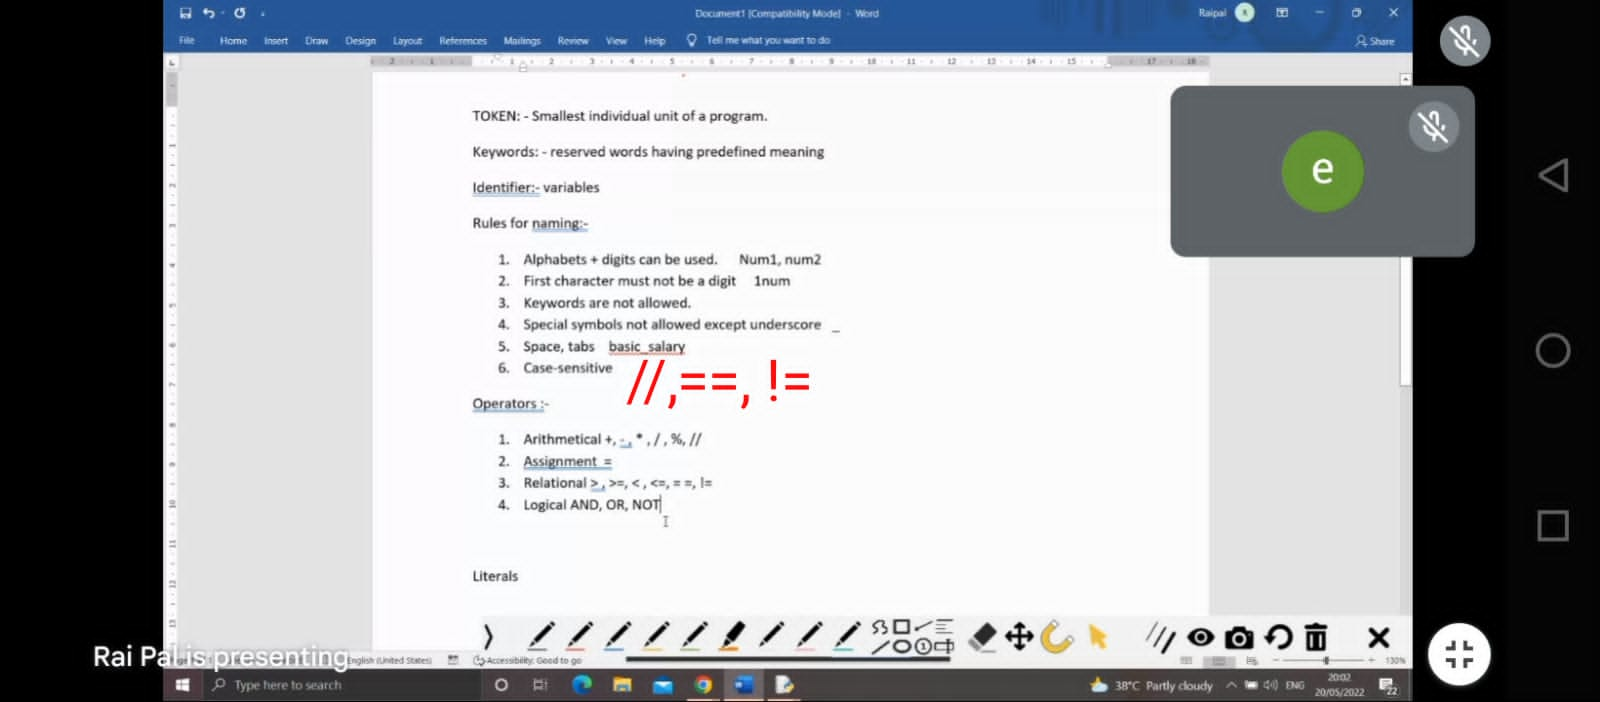 Document1 [Compatibility Mode] - Word
Raipal
File Home Insert Draw Design Layout References Mailings Review View Help Tell me what you want to do
Share
TOKEN: - Smallest individual unit of a program.
Keywords: - reserved words having predefined meaning
Identifier:- variables
e
Rules for naming:-
1. Alphabets + digits can be used. Num1, num2
2. First character must not be a digit 1num
3. Keywords are not allowed.
4. Special symbols not allowed except underscore _
5. Space, tabs basic_salary
6. Case-sensitive
//,==, !=
Operators :-
1. Arithmetical +, - , * , / , %, //
2. Assignment =
3. Relational > , >=, < , <=, = =, !=
4. Logical AND, OR, NOT
Literals
Rai Pal is presenting
English (United States) Accessibility: Good to go
130%
Type here to search
38°C Partly cloudy
ENG
20:02
20/05/2022
22